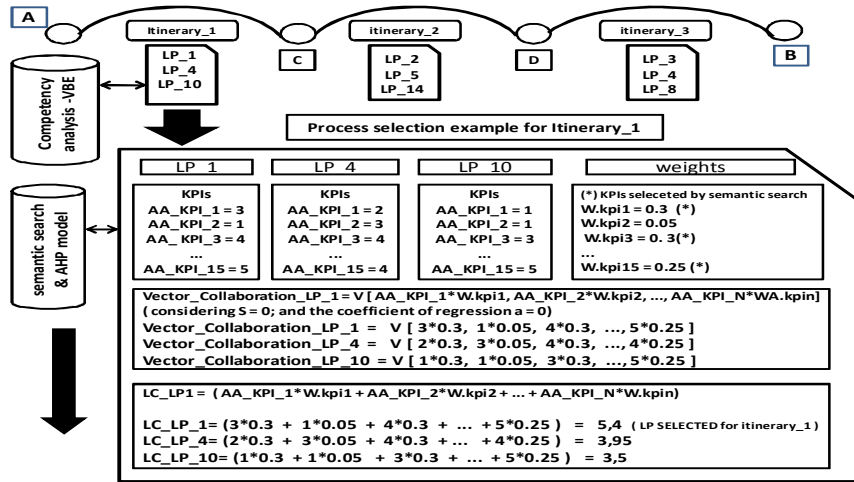 A
Itinerary_1
itinerary_2
itinerary_3
C
D
B
LP_1
LP_4
LP_10
LP_2
LP_5
LP_14
LP_3
LP_4
LP_8
Competency
analysis -VBE
Process selection example for Itinerary_1
semantic search
& AHP model
LP_1
LP_4
LP_10
weights
KPIs
AA_KPI_1 = 3
AA_KPI_2 = 1
AA_KPI_3 = 4
...
AA_KPI_15 = 5
KPIs
AA_KPI_1 = 2
AA_KPI_2 = 3
AA_KPI_3 = 4
...
AA_KPI_15 = 4
KPIs
AA_KPI_1 = 1
AA_KPI_2 = 1
AA_KPI_3 = 3
...
AA_KPI_15 = 5
(*) KPIs seleceted by semantic search
W.kpi1 = 0.3 (*)
W.kpi2 = 0.05
W.kpi3 = 0. 3(*)
...
W.kpi15 = 0.25 (*)
Vector_Collaboration_LP_1 = V [ AA_KPI_1*W.kpi1, AA_KPI_2*W.kpi2, ..., AA_KPI_N*WA.kpin]
( considering S = 0; and the coefficient of regression a = 0)
Vector_Collaboration_LP_1 = V [ 3*0.3, 1*0.05, 4*0.3, ...,5*0.25 ]
Vector_Collaboration_LP_4 = V [ 2*0.3, 3*0.05, 4*0.3, ...,4*0.25 ]
Vector_Collaboration_LP_10 = V [ 1*0.3, 1*0.05, 3*0.3, ...,5*0.25 ]
LC_LP1= ( AA_KPI_1*W.kpi1 + AA_KPI_2*W.kpi2 + ... + AA_KPI_N*W.kpin)
LC_LP_1= (3*0.3 + 1*0.05 + 4*0.3 + ... + 5*0.25 ) = 5,4 ( LP SELECTED for itinerary_1 )
LC_LP_4= (2*0.3 + 3*0.05 + 4*0.3 + ... + 4*0.25 ) = 3,95
LC_LP_10= (1*0.3 + 1*0.05 + 3*0.3 + ... + 5*0.25 ) = 3,5